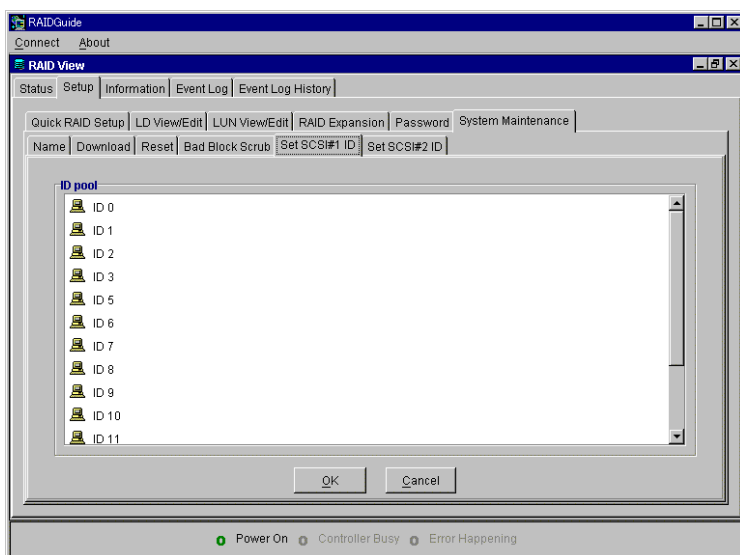 RAIDGuide
Connect About
RAID View
Status Setup Information Event Log Event Log History
Quick RAID Setup LD View/Edit LUN View/Edit RAID Expansion Password System Maintenance
Name Download Reset Bad Block Scrub Set SCSI#1 ID Set SCSI#2 ID
ID pool
ID 0
ID 1
ID 2
ID 3
ID 5
ID 6
ID 7
ID 8
ID 9
ID 10
ID 11
OK Cancel
Power On Controller Busy Error Happening